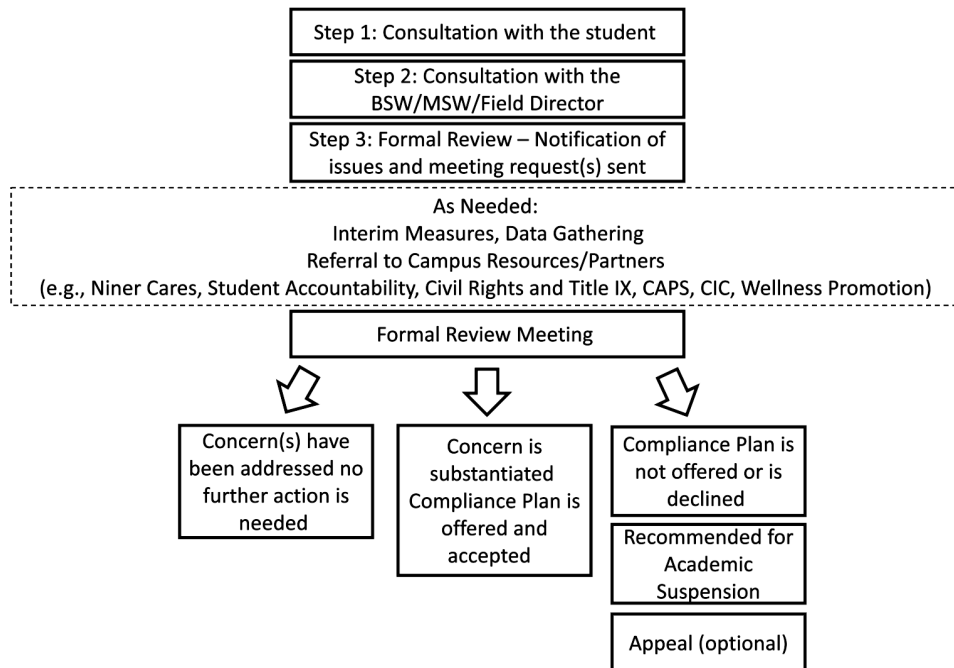 Step 1: Consultation with the student
Step 2: Consultation with the
BSW/MSW/Field Director
Step 3: Formal Review – Notification of
issues and meeting request(s) sent
As Needed:
Interim Measures, Data Gathering
Referral to Campus Resources/Partners
(e.g., Niner Cares, Student Accountability, Civil Rights and Title IX, CAPS, CIC, Wellness Promotion)
Formal Review Meeting
Concern(s) have
been addressed no
further action is
needed
Concern is
substantiated
Compliance Plan is
offered and
accepted
Compliance Plan is
not offered or is
declined
Recommended for
Academic
Suspension
Appeal (optional)